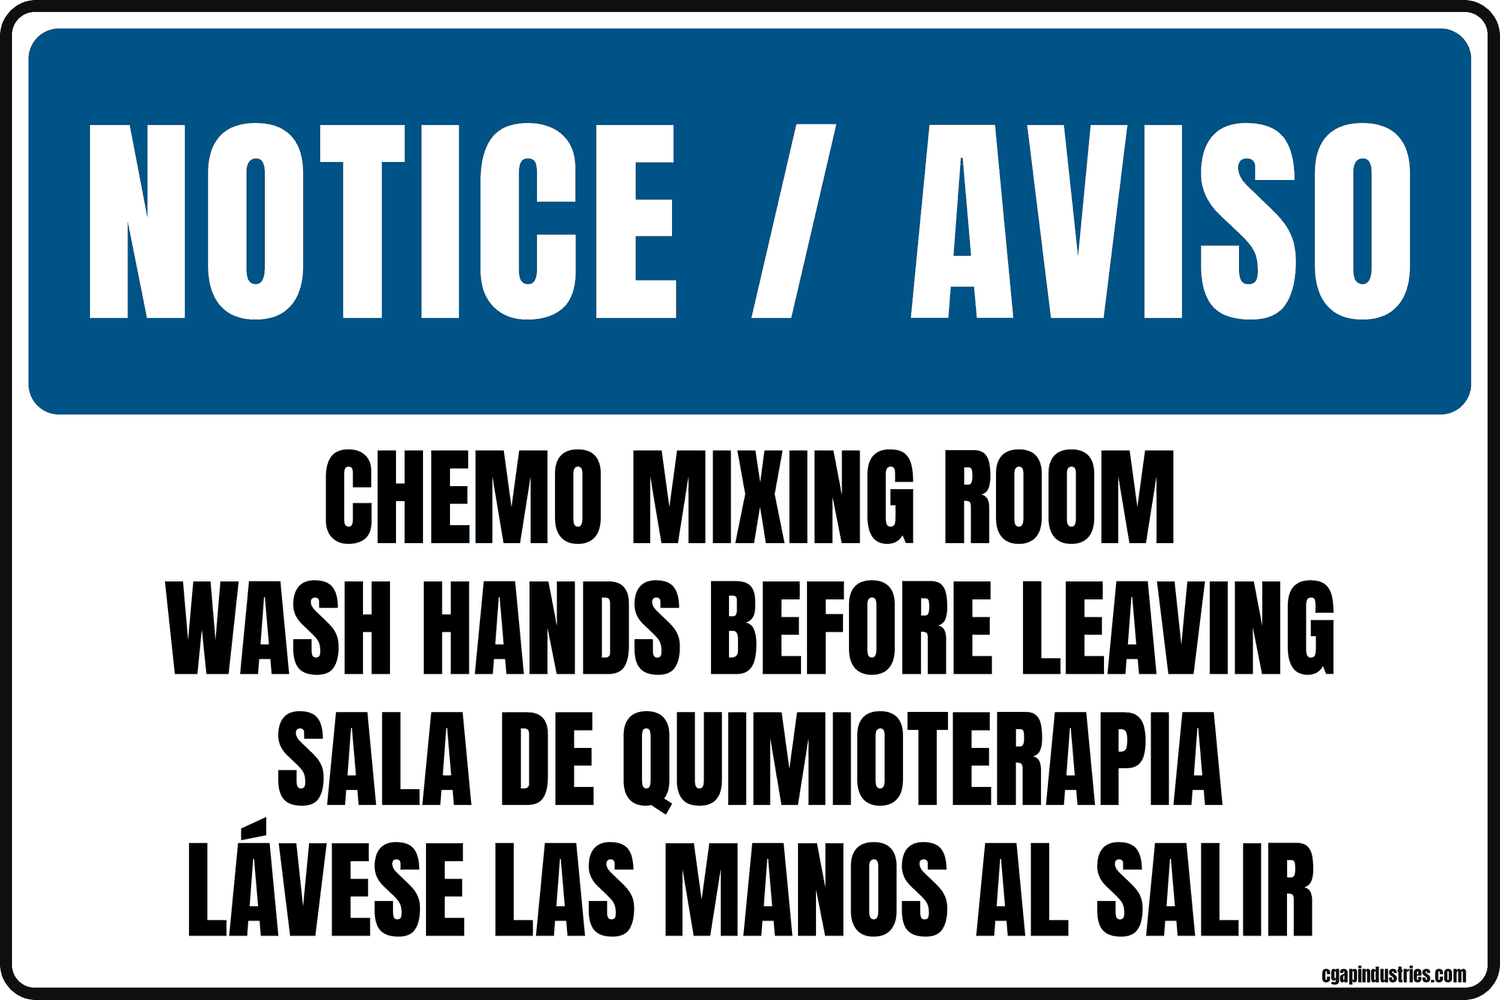 NOTICE / AVISO
CHEMO MIXING ROOM
WASH HANDS BEFORE LEAVING
SALA DE QUIMIOTERAPIA
LÁVESE LAS MANOS AL SALIR
cgapindustries.com